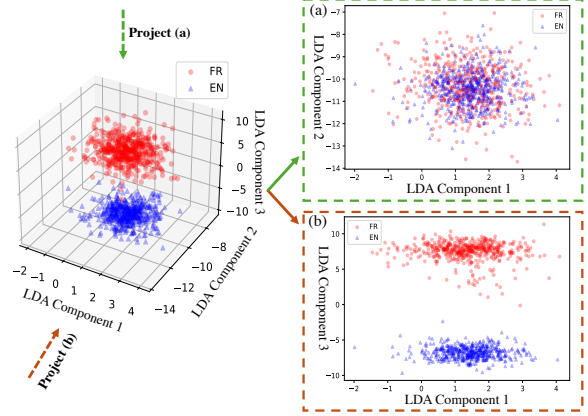 Project (a)
FR
EN
10
5
0
−5
−10
LDA Component 3
−8
−10
−12
−14
LDA Component 2
−2
−1
0
1
2
3
4
LDA Component 1
Project (b)
(a)
FR
EN
−7
−8
−9
−10
−11
−12
−13
−14
LDA Component 2
−2
−1
0
1
2
3
4
LDA Component 1
(b)
FR
EN
10
5
0
−5
−10
LDA Component 3
−2
−1
0
1
2
3
4
LDA Component 1